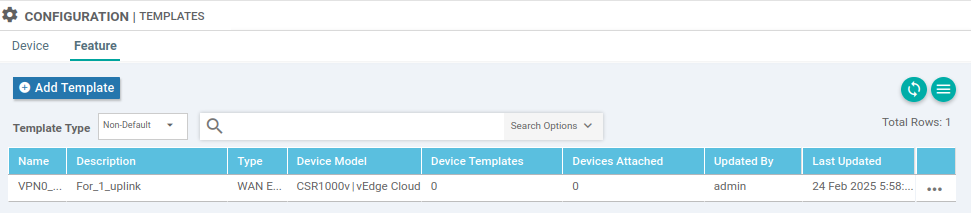 CONFIGURATION | TEMPLATES
Device Feature
Add Template
Template Type Non-Default Search Options Total Rows: 1
Name Description Type Device Model Device Templates Devices Attached Updated By Last Updated
VPN0_... For_1_uplink WAN E... CSR1000v|vEdge Cloud 0 0 admin 24 Feb 2025 5:58:... ...